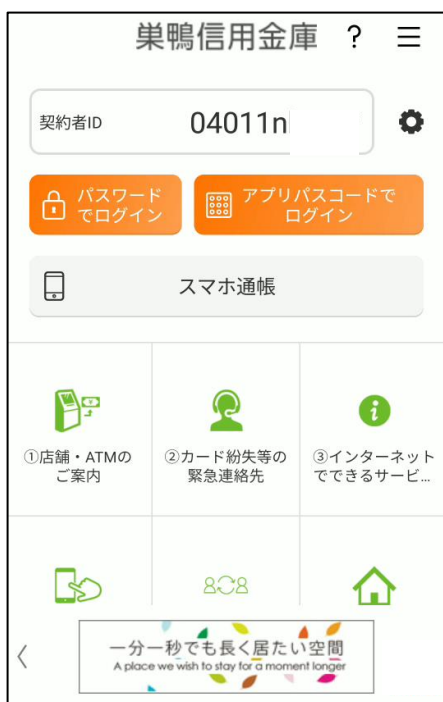 巣鴨信用金庫 ?
契約者ID 04011n
パスワード
でログイン
アプリパスコードで
ログイン
スマホ通帳
①店舗・ATMの
ご案内
②カード紛失等の
緊急連絡先
③インターネット
でできるサービ...
一分一秒でも長く居たい空間
A place we wish to stay for a moment longer